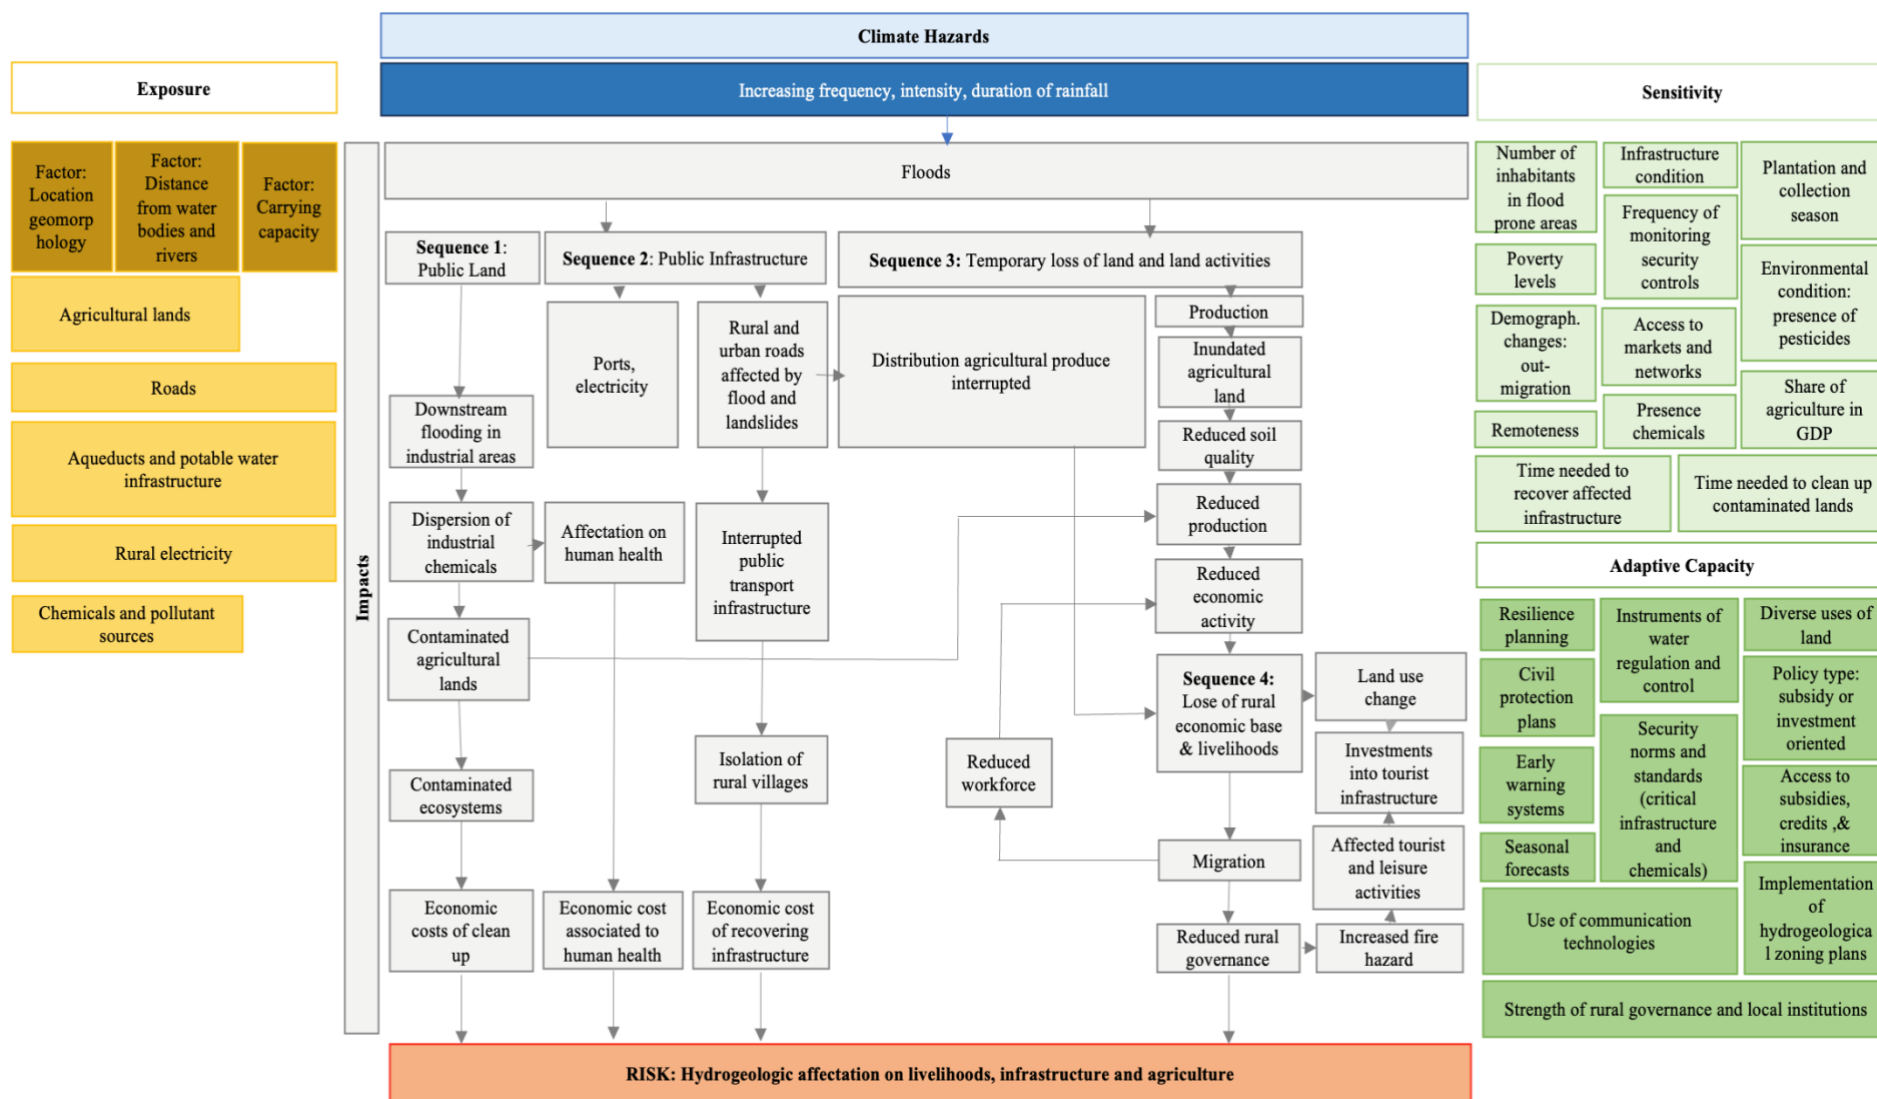 Climate Hazards
Increasing frequency, intensity, duration of rainfall
Exposure
Factor:
Location
geomorp
hology
Factor:
Distance
from water
bodies and
rivers
Factor:
Carrying
capacity
Agricultural lands
Roads
Aqueducts and potable water
infrastructure
Rural electricity
Chemicals and pollutant
sources
Impacts
Floods
Sequence 1:
Public Land
Downstream
flooding in
industrial areas
Dispersion of
industrial
chemicals
Contaminated
agricultural
lands
Contaminated
ecosystems
Economic
costs of clean
up
Sequence 2: Public Infrastructure
Ports,
electricity
Affectation on
human health
Economic cost
associated to
human health
Rural and
urban roads
affected by
flood and
landslides
Interrupted
public
transport
infrastructure
Isolation of
rural villages
Economic cost
of recovering
infrastructure
Sequence 3: Temporary loss of land and land activities
Distribution agricultural produce
interrupted
Production
Inundated
agricultural
land
Reduced soil
quality
Reduced
production
Reduced
economic
activity
Sequence 4:
Lose of rural
economic base
& livelihoods
Reduced
workforce
Migration
Reduced rural
governance
Land use
change
Investments
into tourist
infrastructure
Affected tourist
and leisure
activities
Increased fire
hazard
RISK: Hydrogeologic affectation on livelihoods, infrastructure and agriculture
Sensitivity
Number of
inhabitants
in flood
prone areas
Poverty
levels
Demograph.
changes:
out-
migration
Remoteness
Infrastructure
condition
Frequency of
monitoring
security
controls
Access to
markets and
networks
Presence
chemicals
Plantation and
collection
season
Environmental
condition:
presence of
pesticides
Share of
agriculture in
GDP
Time needed to
recover affected
infrastructure
Time needed to clean up
contaminated lands
Adaptive Capacity
Resilience
planning
Civil
protection
plans
Early
warning
systems
Seasonal
forecasts
Instruments of
water
regulation and
control
Security
norms and
standards
(critical
infrastructure
and
chemicals)
Diverse uses of
land
Policy type:
subsidy or
investment
oriented
Access to
subsidies,
credits ,&
insurance
Implementation
of
hydrogeologica
l zoning plans
Use of communication
technologies
Strength of rural governance and local institutions